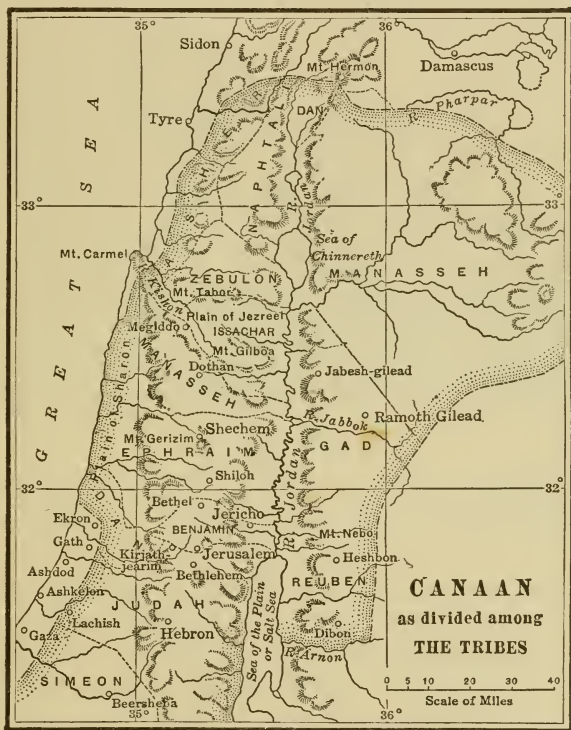 35°
36°
Sidon
Mt. Hermon
Damascus
DAN
R. Pharpar
Tyre
ASHER
NAPHTALI
R. Jordan
33°
33
GREAT SEA
Sea of
Chinnereth
MANASSEH
Mt. Carmel
R. Kishon
ZEBULON
Mt. Tabor
Plain of Jezreel
ISSACHAR
Megiddo
Mt. Gilboa
Dothan
Jabesh-gilead
MANASSEH
Plain of Sharon
R. Jabbok
Ramoth Gilead
Shechem
Mt. Gerizim
GAD
EPHRAIM
Shiloh
R. Jordan
32°
32°
DAN
Bethel
Jericho
Ekron
BENJAMIN
Mt. Nebo
Gath
Kirjath-
jearim
Jerusalem
Heshbon
Ashdod
Bethlehem
REUBEN
Ashkelon
JUDAH
Lachish
Hebron
Dibon
Gaza
Sea of the Plain
or Salt Sea
R. Arnon
SIMEON
Beersheba
35°
36°
CANAAN
as divided among
THE TRIBES
0 5 10 20 30 40
Scale of Miles